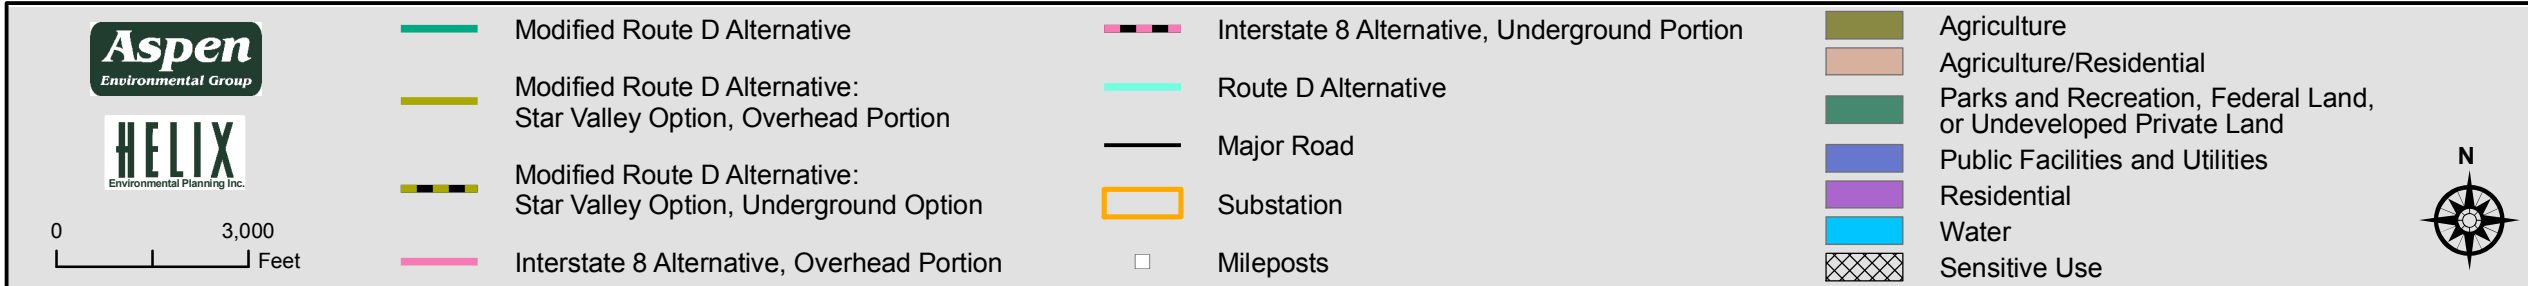 Aspen
Environmental Group
HELIX
Environmental Planning Inc.
0 3,000
Feet
Modified Route D Alternative
Modified Route D Alternative:
Star Valley Option, Overhead Portion
Modified Route D Alternative:
Star Valley Option, Underground Option
Interstate 8 Alternative, Overhead Portion
Interstate 8 Alternative, Underground Portion
Route D Alternative
Major Road
Substation
Mileposts
Agriculture
Agriculture/Residential
Parks and Recreation, Federal Land,
or Undeveloped Private Land
Public Facilities and Utilities
Residential
Water
Sensitive Use
N